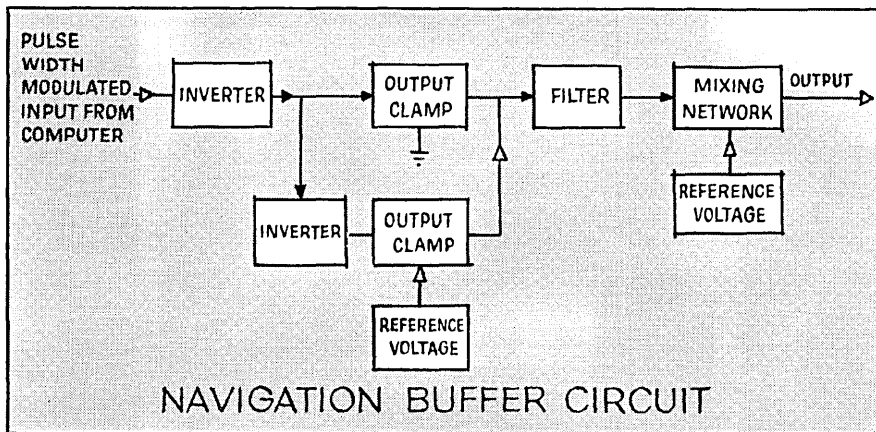 PULSE
WIDTH
MODULATED
INPUT FROM
COMPUTER
INVERTER
OUTPUT
CLAMP
FILTER
MIXING
NETWORK
OUTPUT
INVERTER
OUTPUT
CLAMP
REFERENCE
VOLTAGE
REFERENCE
VOLTAGE
NAVIGATION BUFFER CIRCUIT